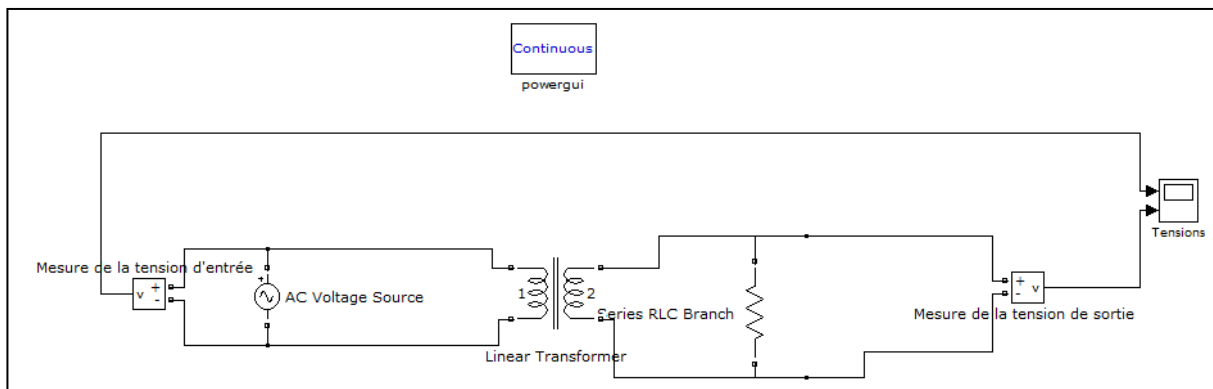 Continuous
powergui
Tensions
Mesure de la tension d'entrée
+
v
-
+
AC Voltage Source
1
2
Linear Transformer
Series RLC Branch
+
-
v
Mesure de la tension de sortie